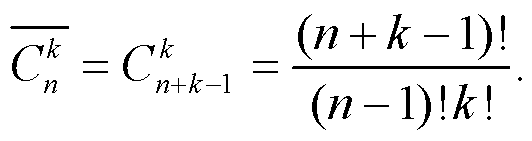 $\overline{C_n^k} = C_{n+k-1}^k = \frac{(n+k-1)!}{(n-1)!k!}.$